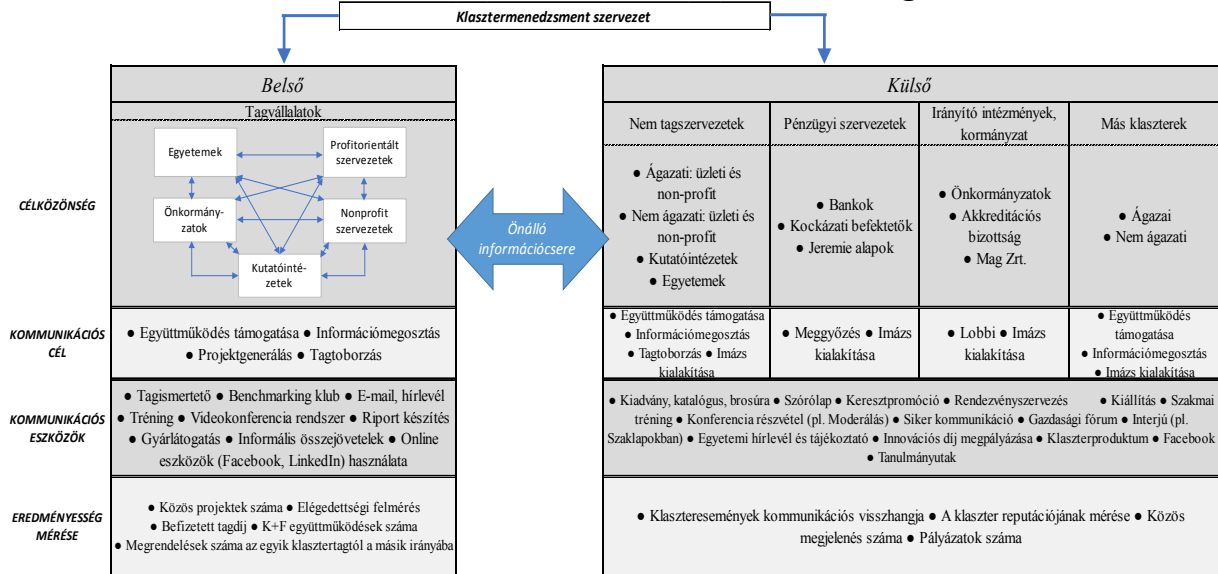 Klasztermenedzsment szervezet
Belső
Tagvállalatok
Külső
Nem tagszervezetek
Pénzügyi szervezetek
Irányító intézmények,
kormányzat
Más klaszterek
CÉLKÖZÖNSÉG
Egyetemek
Profitorientált
szervezetek
Önkormány-
zatok
Nonprofit
szervezetek
Kutatóinté-
zetek
Önálló
információcsere
● Ágazati: üzleti és
non-profit
● Nem ágazati: üzleti és
non-profit
● Kutatóintézetek
● Egyetemek
● Bankok
● Kockázati befektetők
● Jeremie alapok
● Önkormányzatok
● Akkreditációs
bizottság
● Mag Zrt.
● Ágazai
● Nem ágazati
KOMMUNIKÁCIÓS
CÉL
● Együttműködés támogatása ● Információmegosztás
● Projektgenerálás ● Tagtoborzás
● Együttműködés támogatása
● Információmegosztás
● Tagtoborzás ● Imázs
kialakítása
● Meggyőzés ● Imázs
kialakítása
● Lobbi ● Imázs
kialakítása
● Együttműködés
támogatása
● Információmegosztás
● Imázs kialakítása
KOMMUNIKÁCIÓS
ESZKÖZÖK
● Tagismertető ● Benchmarking klub ● E-mail, hírlevél
● Tréning ● Videokonferencia rendszer ● Riport készítés
● Gyárlátogatás ● Informális összejövetelek ● Online
eszközök (Facebook, LinkedIn) használata
● Kiadvány, katalógus, brosúra ● Szórólap ● Keresztpromóció ● Rendezvényszervezés ● Kiállítás ● Szakmai
tréning ● Konferencia részvétel (pl. Moderálás) ● Siker kommunikáció ● Gazdasági fórum ● Interjú (pl.
Szaklapokban) ● Egyetemi hírlevél és tájékoztató ● Innovációs díj megpályázása ● Klaszterproduktum ● Facebook
● Tanulmányutak
EREDMÉNYESSÉG
MÉRÉSE
● Közös projektek száma ● Elégedettségi felmérés
● Befizetett tagdíj ● K+F együttműködések száma
● Megrendelések száma az egyik klasztertagtól a másik irányába
● Klaszteresemények kommunikációs visszhangja ● A klaszter reputációjának mérése ● Közös
megjelenés száma ● Pályázatok száma